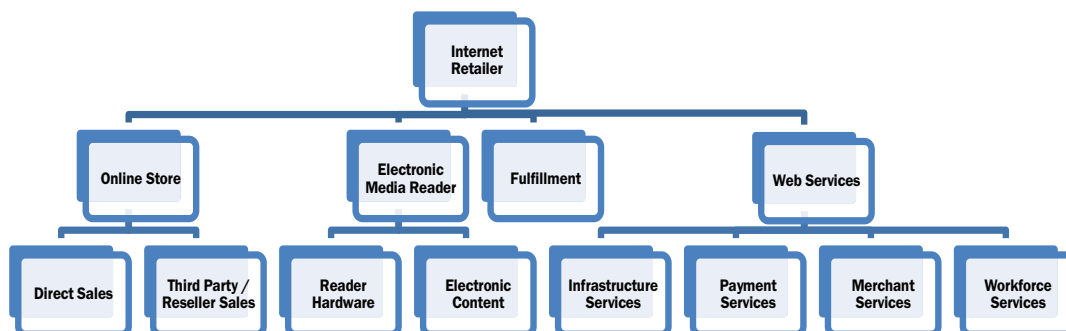 Internet
Retailer
Online Store
Electronic
Media Reader
Fulfillment
Web Services
Direct Sales
Third Party /
Reseller Sales
Reader
Hardware
Electronic
Content
Infrastructure
Services
Payment
Services
Merchant
Services
Workforce
Services